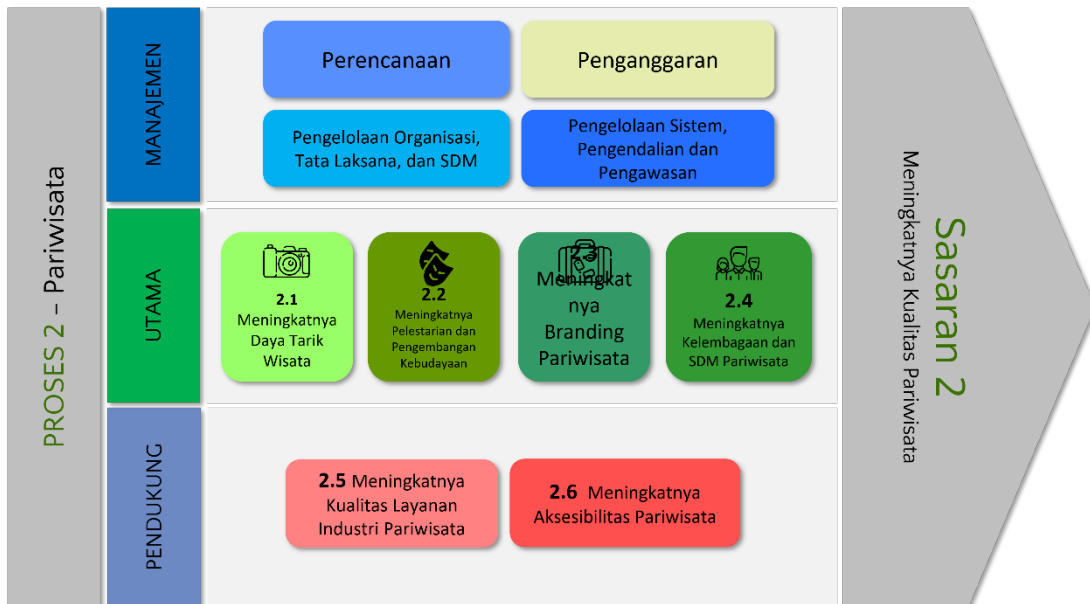 PROSES 2 – Pariwisata
MANAJEMEN
Perencanaan
Penganggaran
Pengelolaan Organisasi,
Tata Laksana, dan SDM
Pengelolaan Sistem,
Pengendalian dan
Pengawasan
UTAMA
2.1
Meningkatnya
Daya Tarik
Wisata
2.2
Meningkatnya
Pelestarian dan
Pengembangan
Kebudayaan
2.3
Meningkat
nya
Branding
Pariwisata
2.4
Meningkatnya
Kelembagaan dan
SDM Pariwisata
PENDUKUNG
2.5 Meningkatnya
Kualitas Layanan
Industri Pariwisata
2.6 Meningkatnya
Aksesibilitas Pariwisata
Sasaran 2
Meningkatnya Kualitas Pariwisata